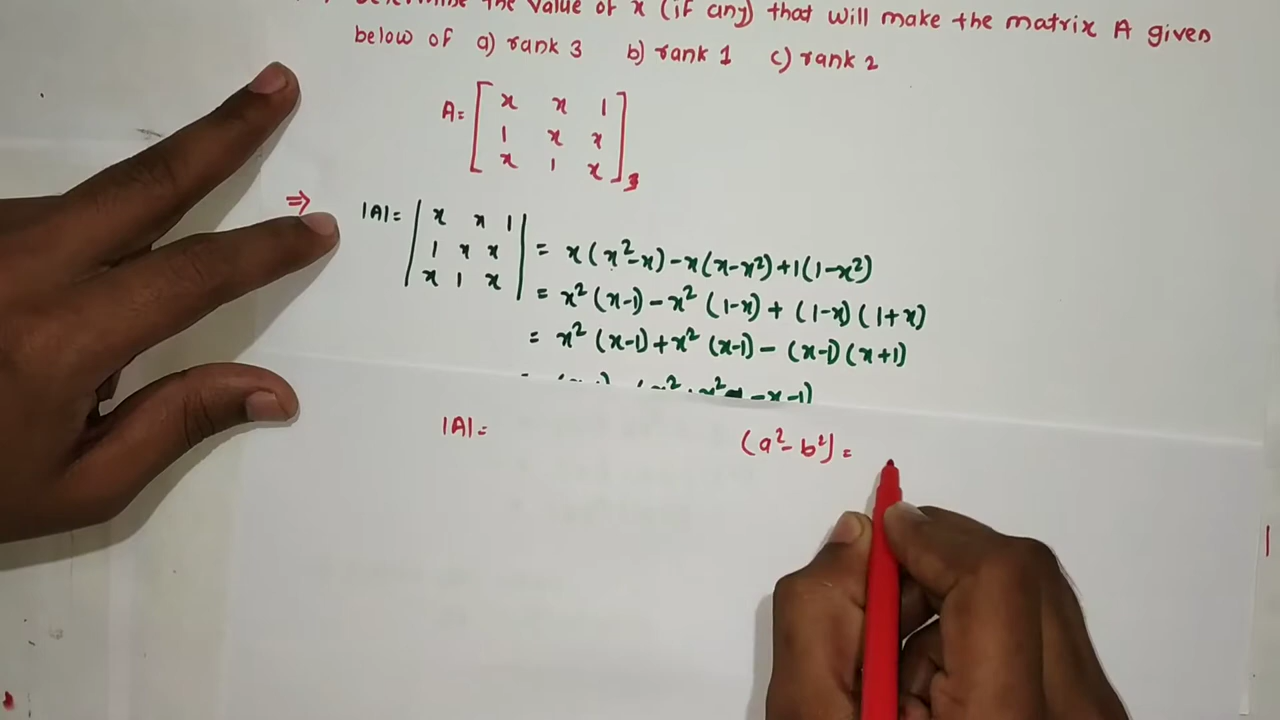 Determine the value of x (if any) that will make the matrix A given
below of a) rank 3 b) rank 1 c) rank 2
A = [ x x 1
1 x x
x 1 x ]3
⇒ |A| = | x x 1
1 x x
x 1 x | = x(x²-x) - x(x-x²) + 1(1-x²)
= x²(x-1) - x²(1-x) + (1-x)(1+x)
= x²(x-1) + x²(x-1) - (x-1)(x+1)
-x-1)
|A| = (a² - b²) =